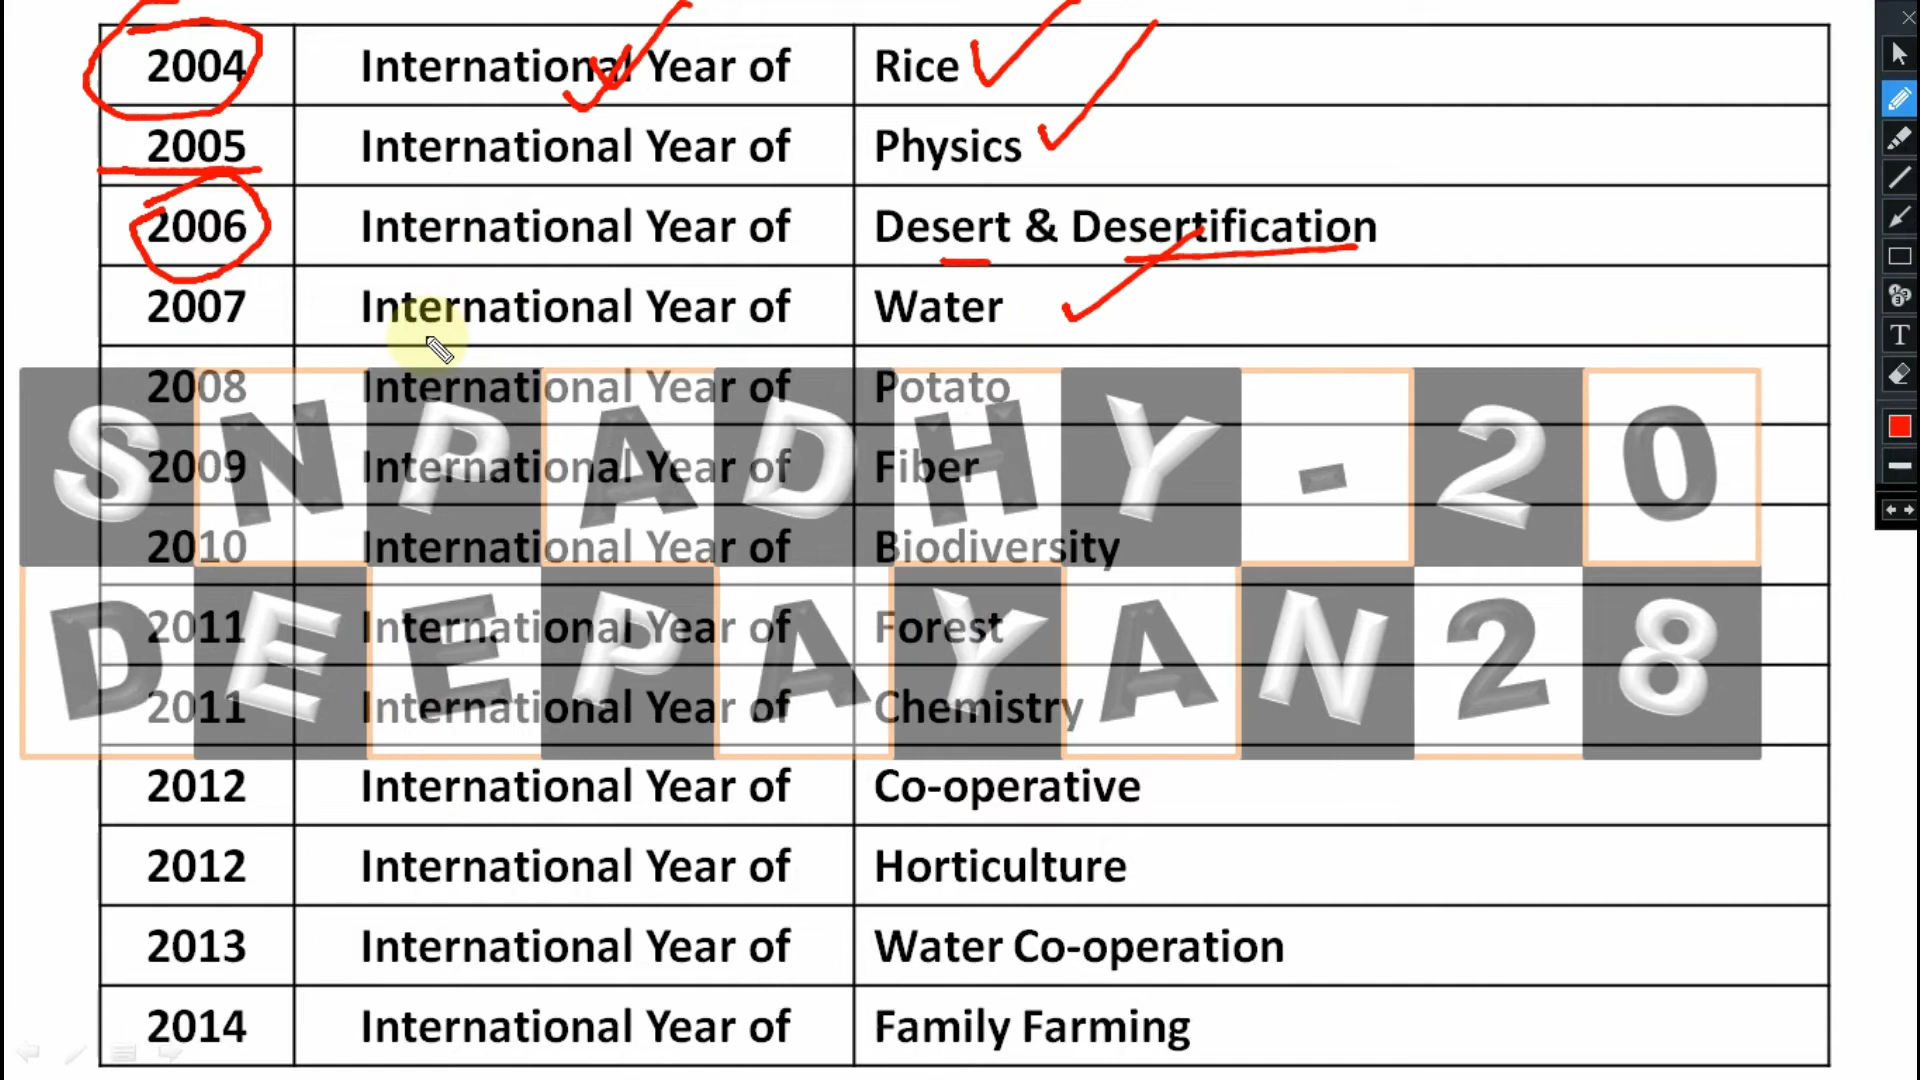 2004 International Year of Rice
2005 International Year of Physics
2006 International Year of Desert & Desertification
2007 International Year of Water
2008 International Year of Potato
2009 International Year of Fiber
2010 International Year of Biodiversity
2011 International Year of Forest
2011 International Year of Chemistry
2012 International Year of Co-operative
2012 International Year of Horticulture
2013 International Year of Water Co-operation
2014 International Year of Family Farming
SNPADHY-20
DEEPAYAN28
T